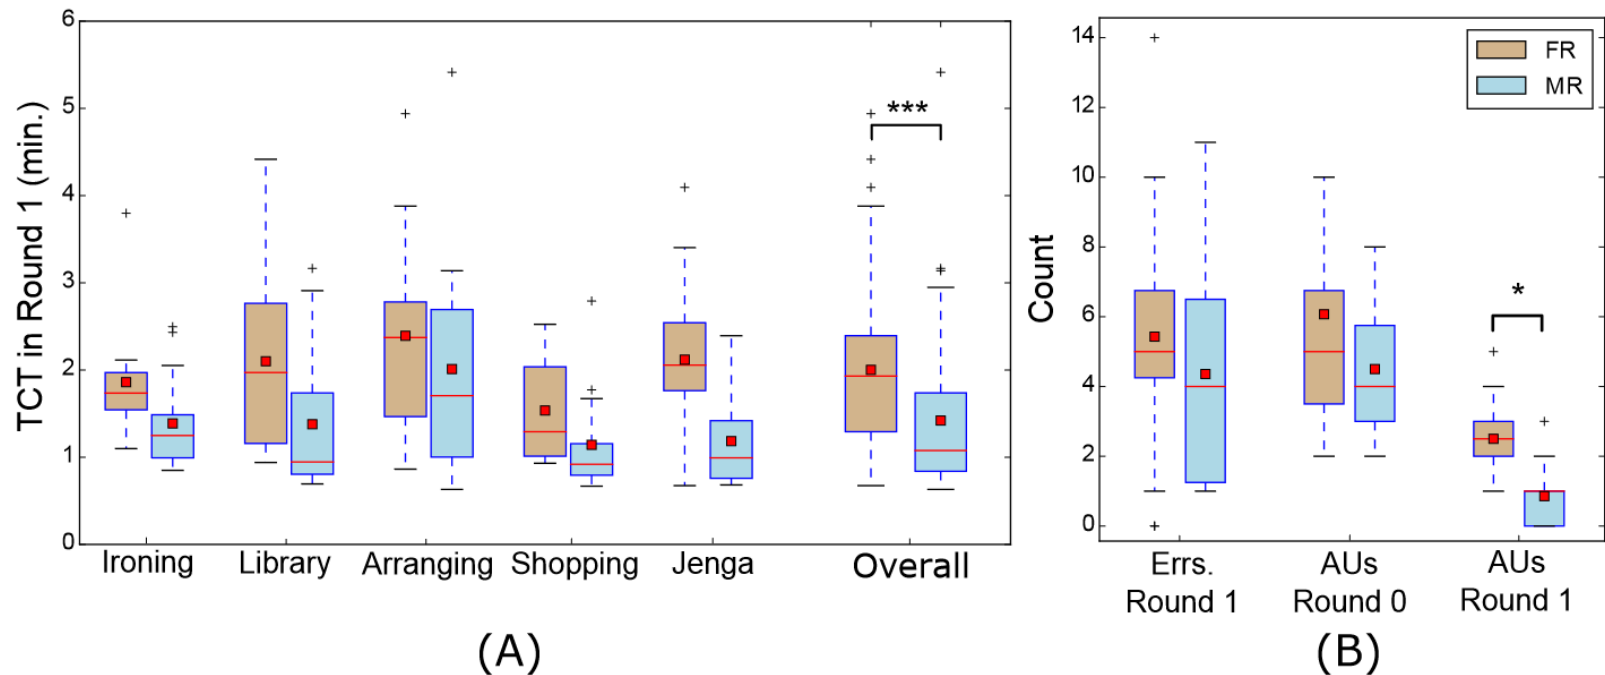 TCT in Round 1 (min.)
6
5
4
3
2
1
0
***
Ironing
Library
Arranging
Shopping
Jenga
Overall
(A)
Count
14
12
10
8
6
4
2
0
FR
MR
*
Errs.
Round 1
AUs
Round 0
AUs
Round 1
(B)